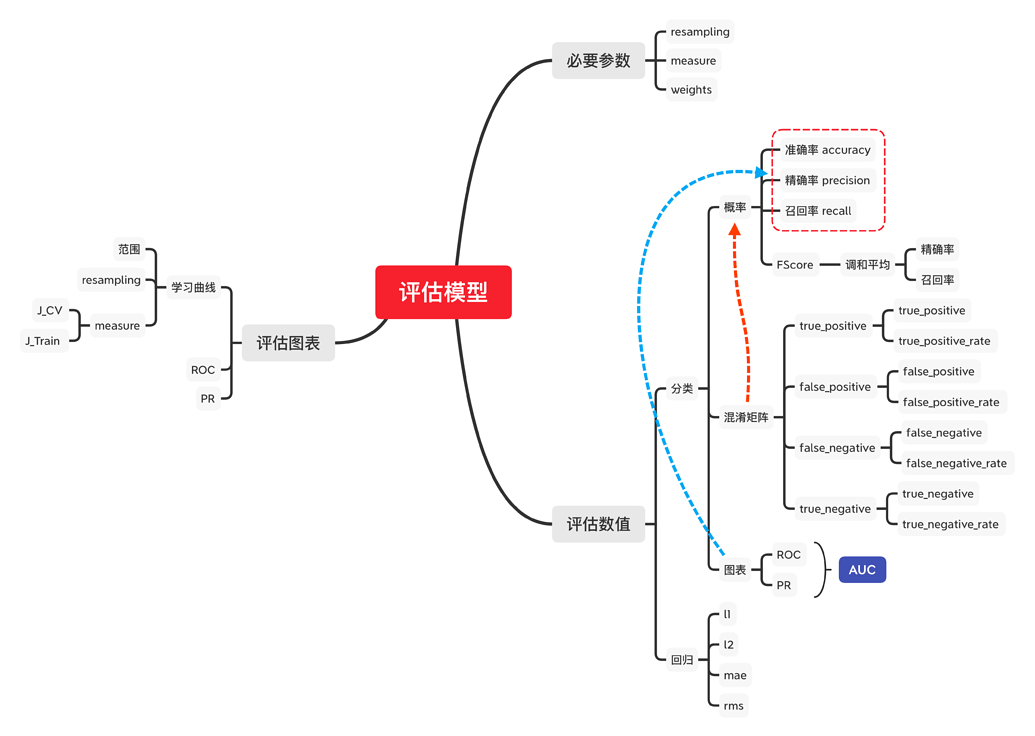 评估模型
必要参数
resampling
measure
weights
评估数值
分类
概率
准确率 accuracy
精确率 precision
召回率 recall
FScore
调和平均
精确率
召回率
混淆矩阵
true_positive
true_positive
true_positive_rate
false_positive
false_positive
false_positive_rate
false_negative
false_negative
false_negative_rate
true_negative
true_negative
true_negative_rate
图表
ROC
PR
AUC
回归
l1
l2
mae
rms
评估图表
学习曲线
范围
resampling
measure
J_CV
J_Train
ROC
PR